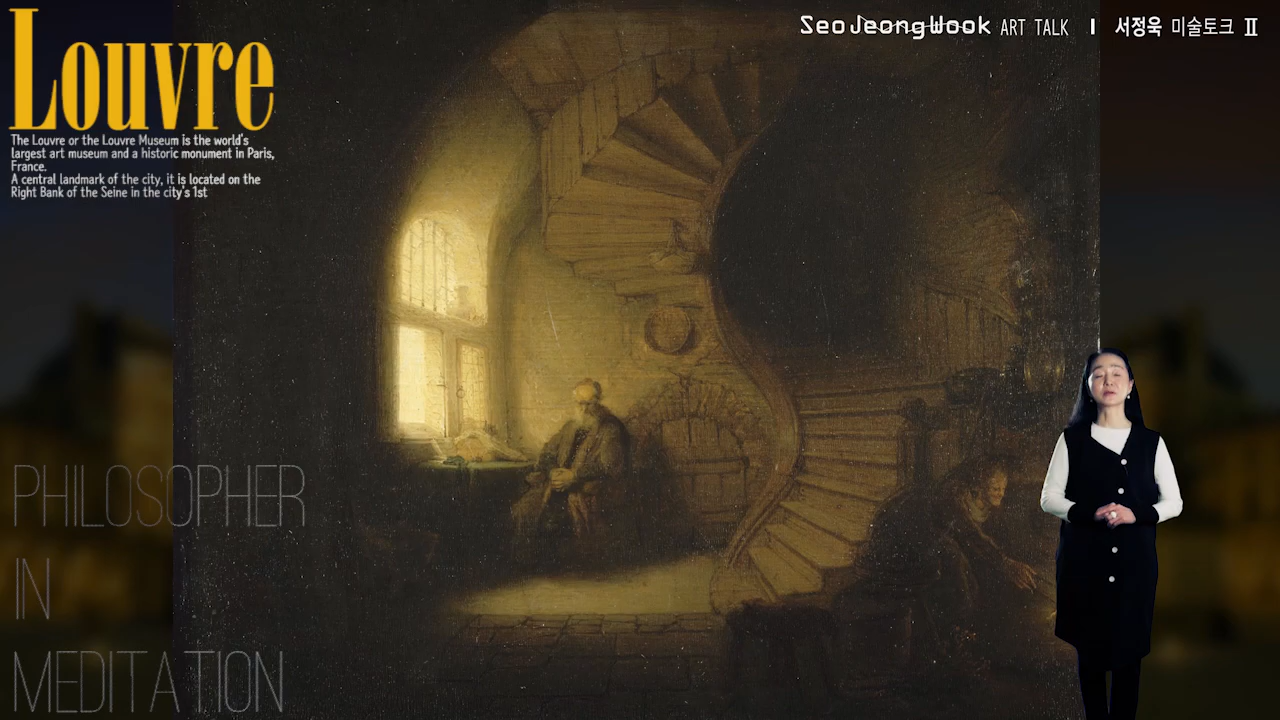 Louvre
The Louvre or the Louvre Museum is the world's
largest art museum and a historic monument in Paris,
France.
A central landmark of the city, it is located on the
Right Bank of the Seine in the city's 1st
SeoJeongWook ART TALK I 서정욱 미술토크 Ⅱ
PHILOSOPHER
IN
MEDITATION